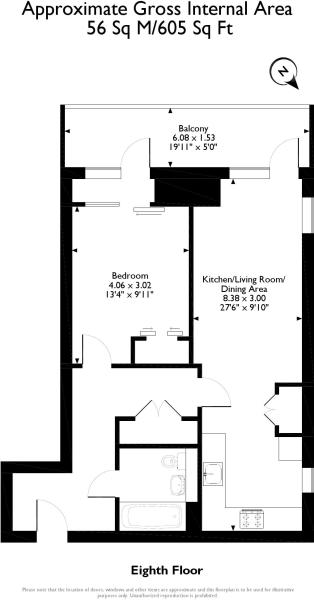 Approximate Gross Internal Area
56 Sq M/605 Sq Ft
N
Balcony
6.08 x 1.53
19'11" x 5'0"
Bedroom
4.06 x 3.02
13'4" x 9'11"
Kitchen/Living Room/
Dining Area
8.38 x 3.00
27'6" x 9'10"
Eighth Floor
Please note that the location of doors, windows and other items are approximate and this floorplan is to be used for illustrative
purposes only. Unauthorized reproduction is prohibited.